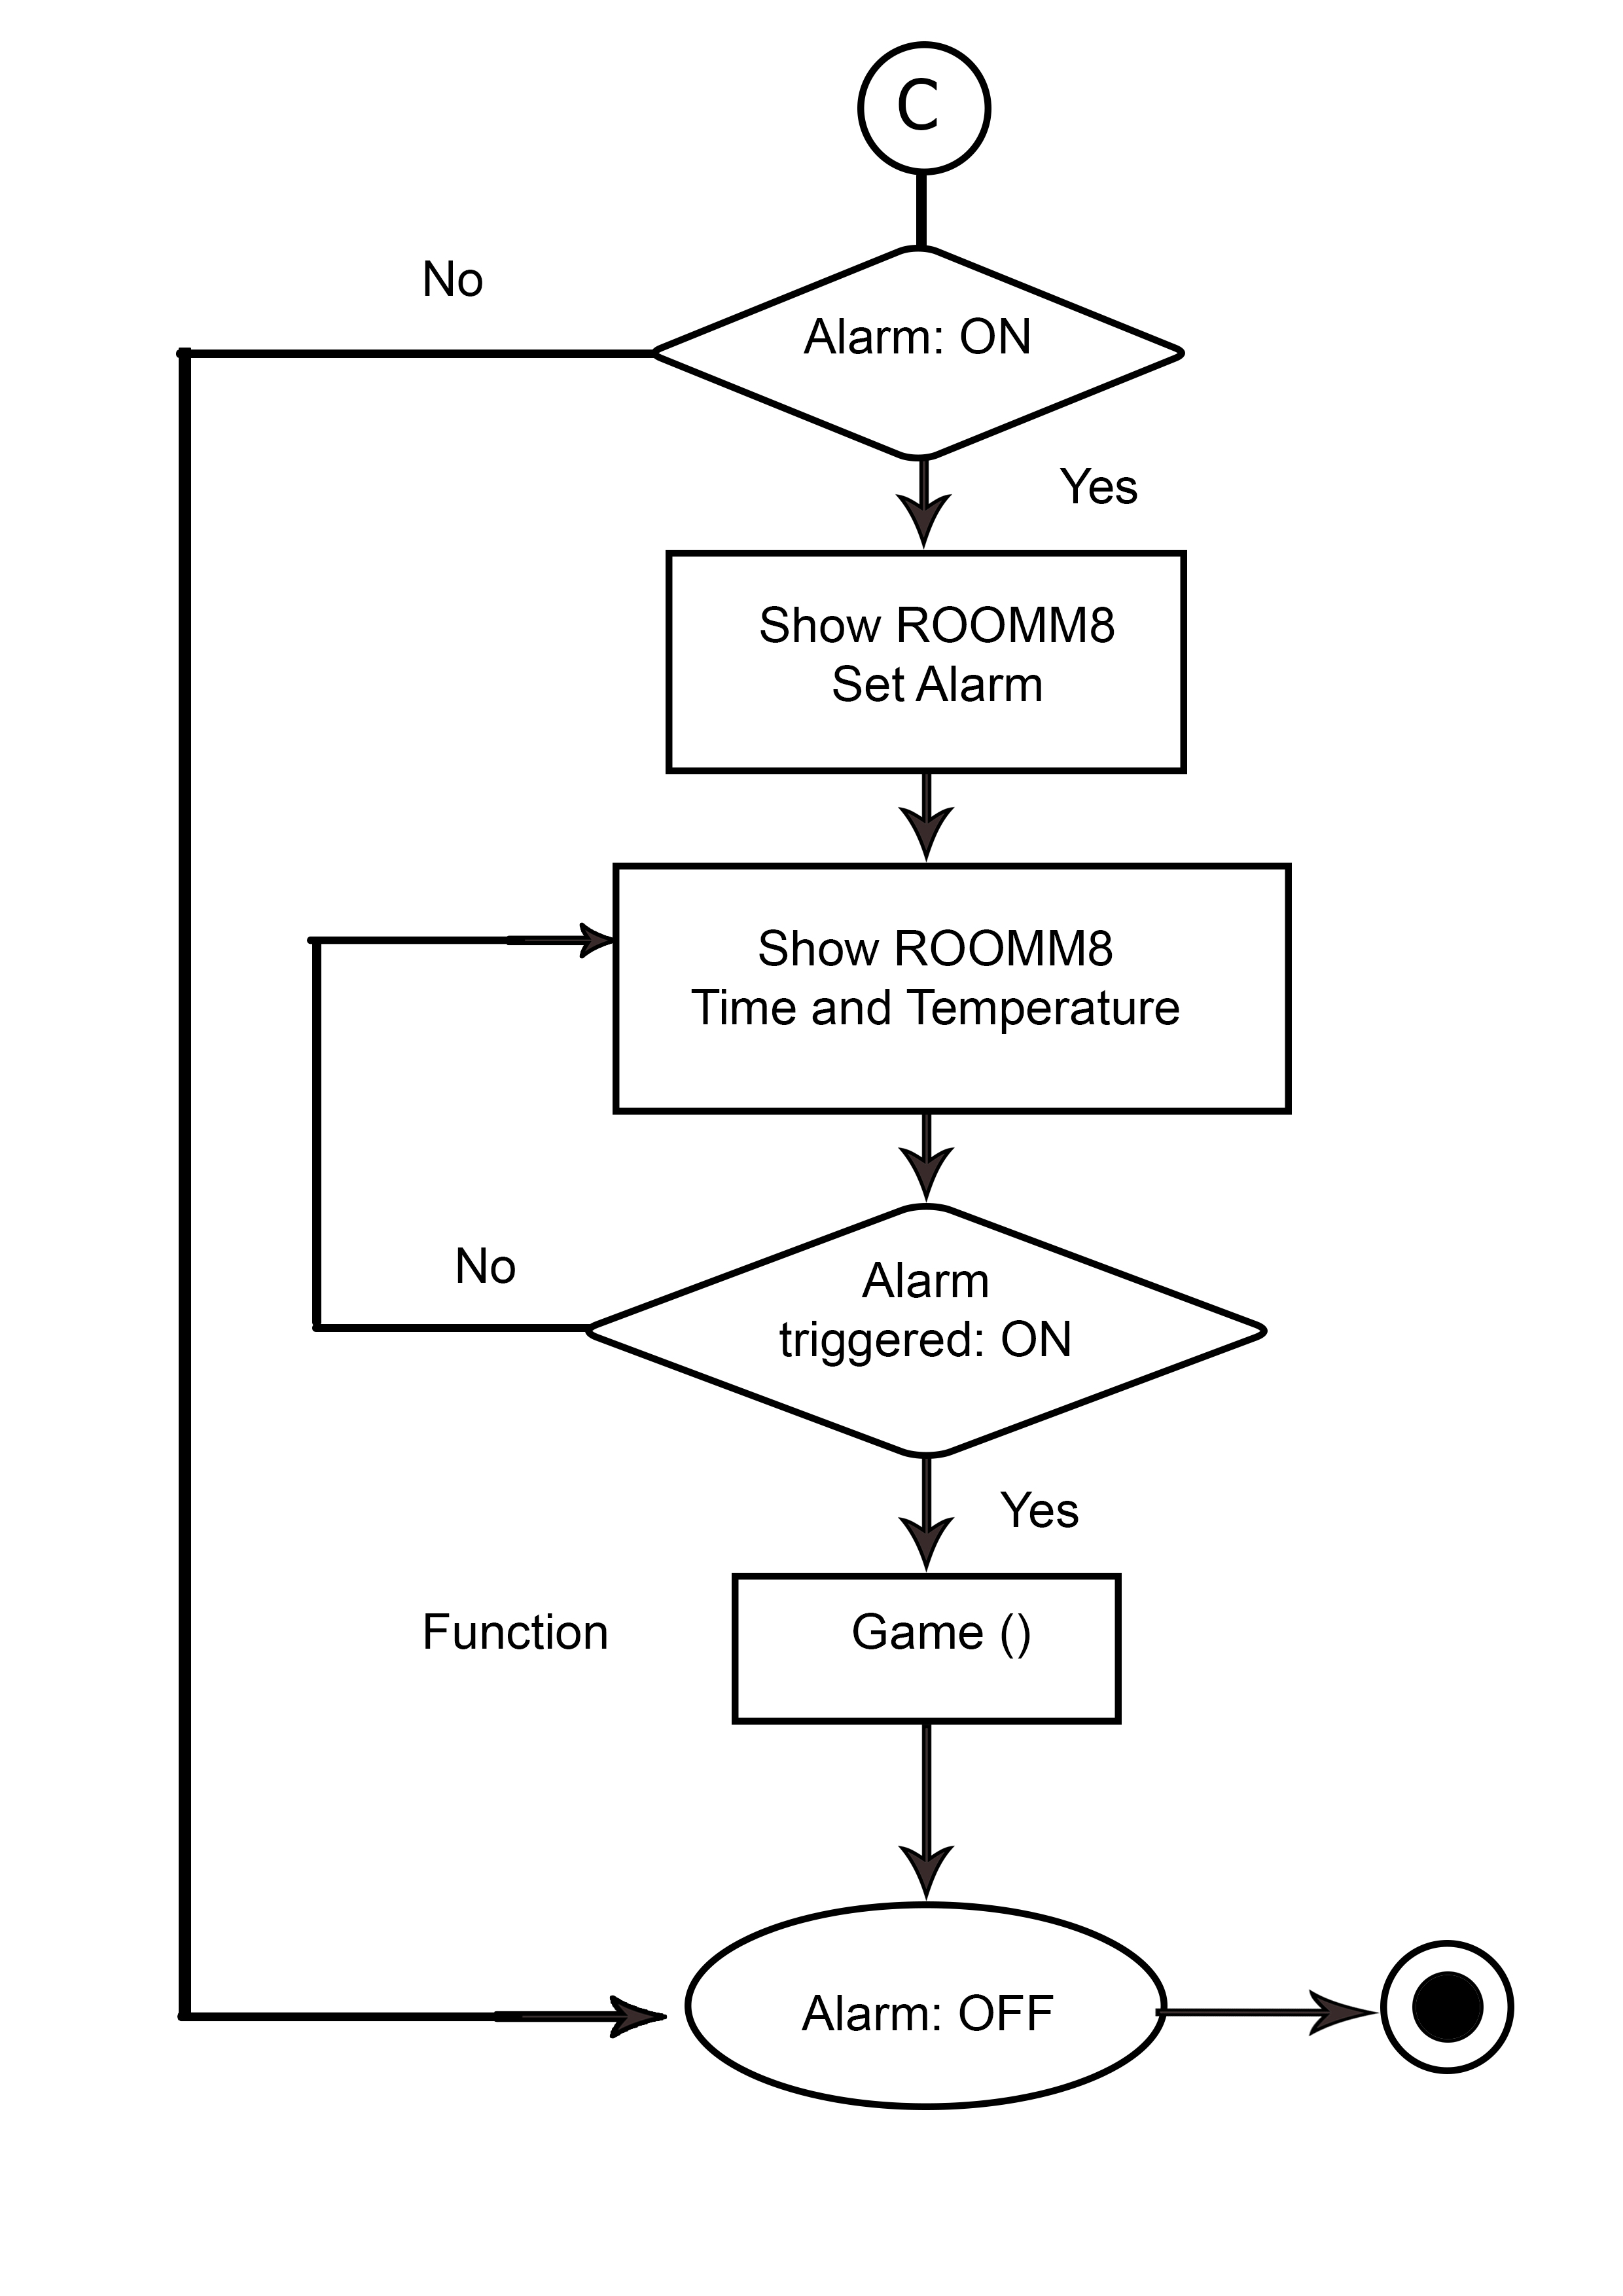 C
No
Alarm: ON
Yes
Show ROOMM8
Set Alarm
Show ROOMM8
Time and Temperature
No
Alarm
triggered: ON
Yes
Function
Game ()
Alarm: OFF